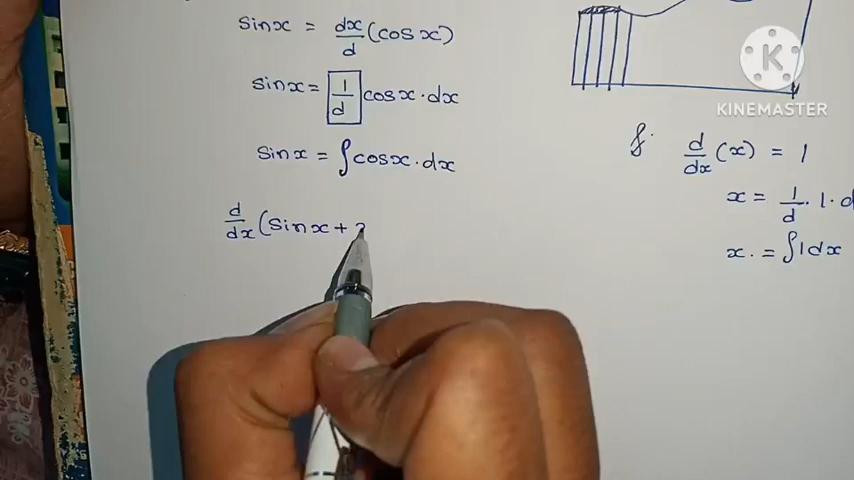 sinx = dx/d (cosx)
sinx = 1/d cosx·dx
sinx = ∫cosx·dx
d/dx (sinx +
d/dx (x) = 1
x = 1/d · 1 · d
x. = ∫1dx
K
KINEMASTER